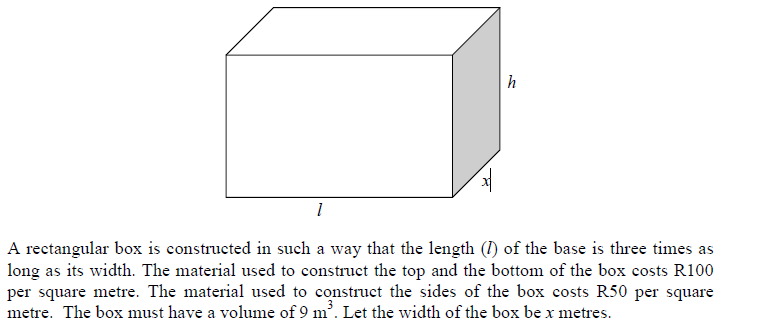 h
x
l
A rectangular box is constructed in such a way that the length (l) of the base is three times as
long as its width. The material used to construct the top and the bottom of the box costs R100
per square metre. The material used to construct the sides of the box costs R50 per square
metre. The box must have a volume of 9 m³. Let the width of the box be x metres.